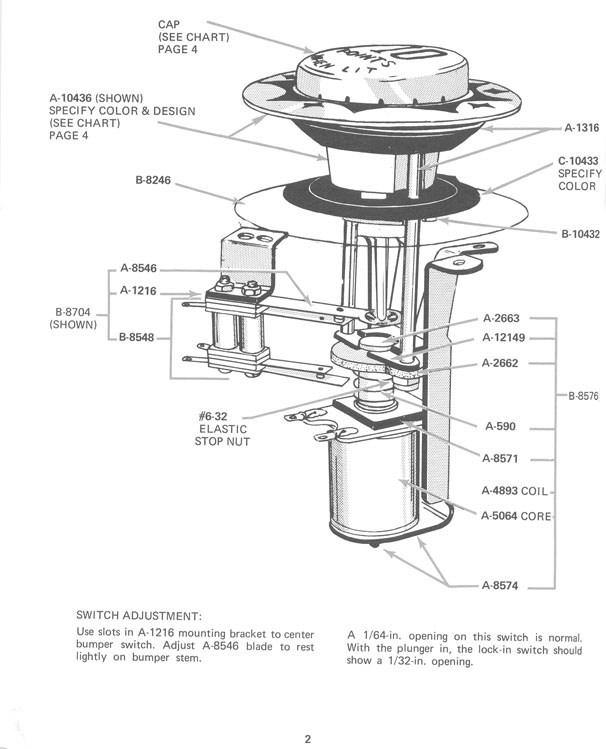 CAP
(SEE CHART)
PAGE 4
POINTS
WHEN LIT
A-10436 (SHOWN)
SPECIFY COLOR & DESIGN
(SEE CHART)
PAGE 4
A-1316
C-10433
SPECIFY
COLOR
B-8246
B-10432
A-8546
A-1216
B-8704
(SHOWN)
B-8548
A-2663
A-12149
A-2662
B-8576
#6-32
ELASTIC
STOP NUT
A-590
A-8571
A-4893 COIL
A-5064 CORE
A-8574
SWITCH ADJUSTMENT:
Use slots in A-1216 mounting bracket to center
bumper switch. Adjust A-8546 blade to rest
lightly on bumper stem.
A 1/64-in. opening on this switch is normal.
With the plunger in, the lock-in switch should
show a 1/32-in. opening.
2